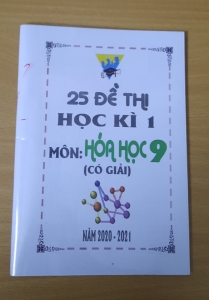 25 ĐỀ THI
HỌC KÌ 1
MÔN: HÓA HỌC 9
(CÓ GIẢI)
NĂM 2020 - 2021